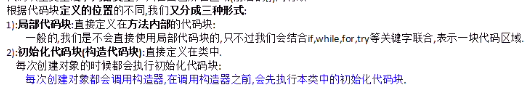 根据代码块定义的位置的不同,我们又分成三种形式:
1):局部代码块:直接定义在方法内部的代码块:
一般的,我们是不会直接使用局部代码块的,只不过我们会结合if,while,for,try等关键字联合,表示一块代码区域.
2):初始化代码块(构造代码块):直接定义在类中.
每次创建对象的时候都会执行初始化代码块:
每次创建对象都会调用构造器,在调用构造器之前,会先执行本类中的初始化代码块.